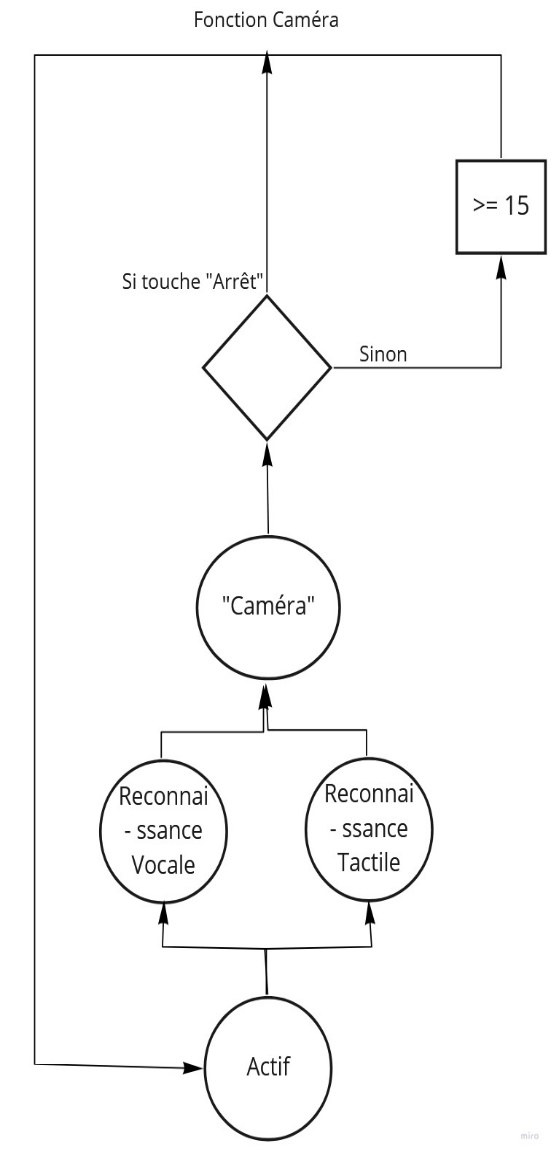 Fonction Caméra
>= 15
Si touche "Arrêt"
Sinon
"Caméra"
Reconnai
- ssance
Vocale
Reconnai
- ssance
Tactile
Actif
miro